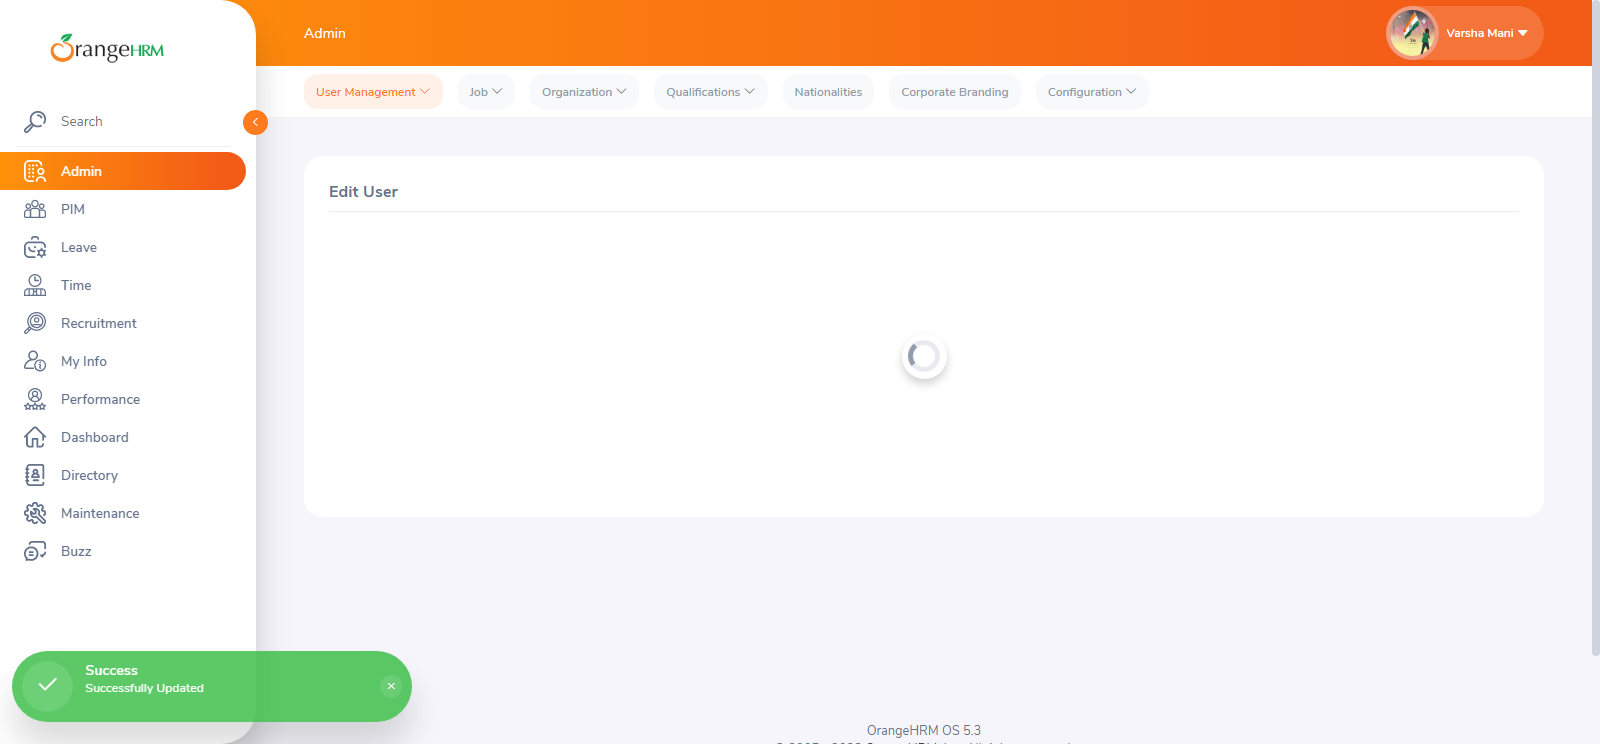 OrangeHRM
Admin
Varsha Mani
User Management
Job
Organization
Qualifications
Nationalities
Corporate Branding
Configuration
Search
Admin
PIM
Leave
Time
Recruitment
My Info
Performance
Dashboard
Directory
Maintenance
Buzz
Edit User
Success
Successfully Updated
OrangeHRM OS 5.3